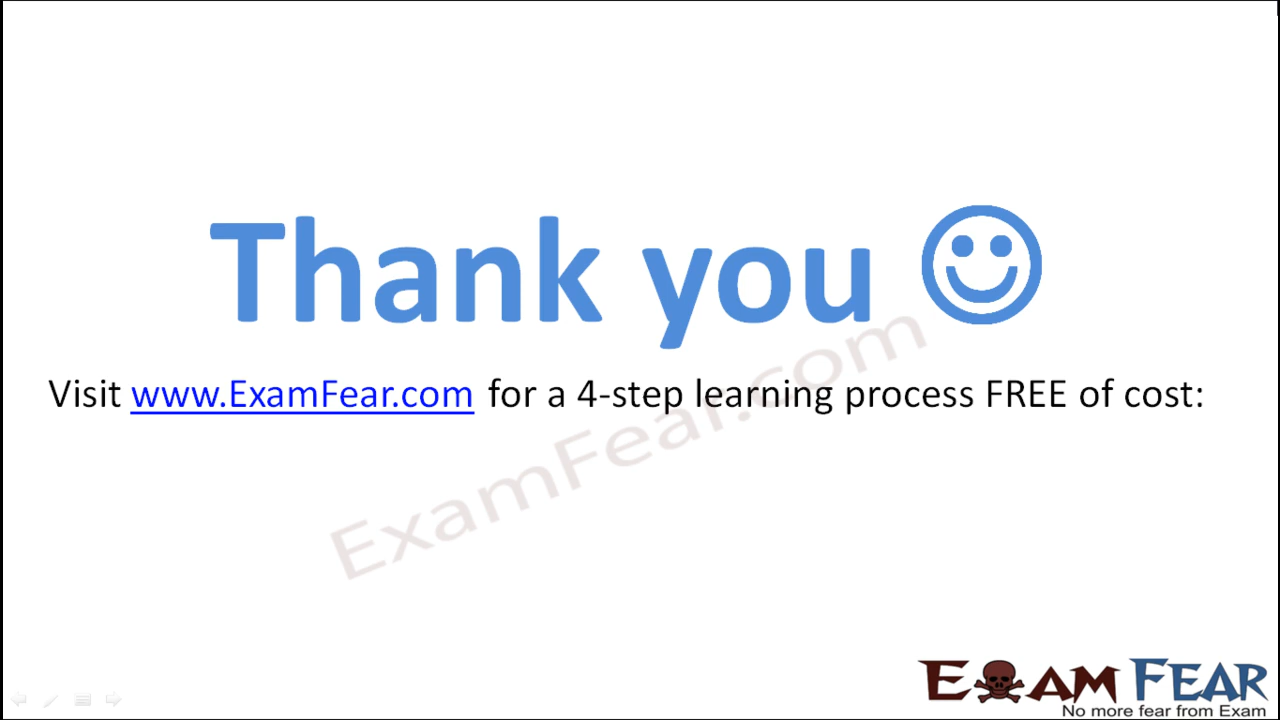 Thank you
Visit www.ExamFear.com for a 4-step learning process FREE of cost:
ExamFear.com
EXAM FEAR
No more fear from Exam